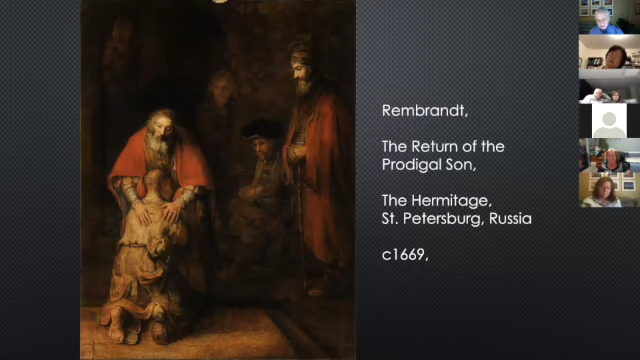 Rembrandt,
The Return of the
Prodigal Son,
The Hermitage,
St. Petersburg, Russia
c1669,